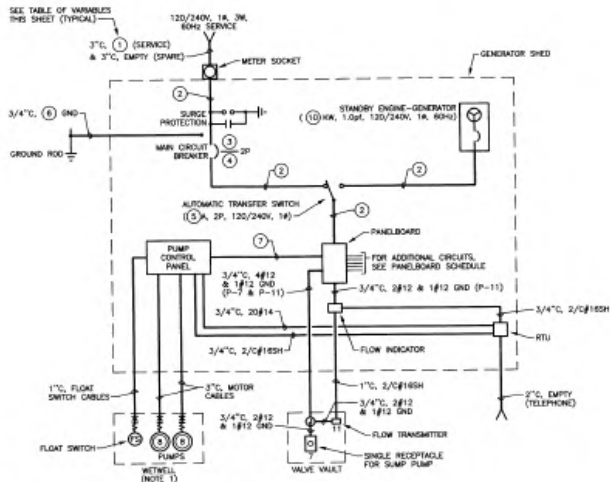 SEE TABLE OF VARIABLES
THIS SHEET (TYPICAL)
120/240V, 1ø, 3W,
60Hz SERVICE
3"C, 1 (SERVICE)
& 3"C, EMPTY (SPARE)
METER SOCKET
GENERATOR SHED
2
SURGE
PROTECTION
STANDBY ENGINE-GENERATOR
( 10 KW, 1.0pf, 120/240V, 1ø, 60Hz)
3/4"C, 6 GND
GROUND ROD
MAIN CIRCUIT
BREAKER
3
4
2P
2
2
AUTOMATIC TRANSFER SWITCH
( 5 A, 2P, 120/240V, 1ø)
2
7
PANELBOARD
PUMP
CONTROL
PANEL
FOR ADDITIONAL CIRCUITS,
SEE PANELBOARD SCHEDULE
3/4"C, 4#12
& 1#12 GND
(P-7 & P-11)
3/4"C, 2#12 & 1#12 GND (P-11)
3/4"C, 20#14
3/4"C, 2/C#16SH
3/4"C, 2/C#16SH
FLOW INDICATOR
RTU
1"C, FLOAT
SWITCH CABLES
3"C, MOTOR
CABLES
1"C, 2/C#16SH
3/4"C, 2#12
& 1#12 GND
3/4"C, 2#12
& 1#12 GND
2"C, EMPTY
(TELEPHONE)
FS
8
8
11
FLOAT SWITCH
PUMPS
7
FLOW TRANSMITTER
SINGLE RECEPTACLE
FOR SUMP PUMP
WETWELL
(NOTE 1)
VALVE VAULT